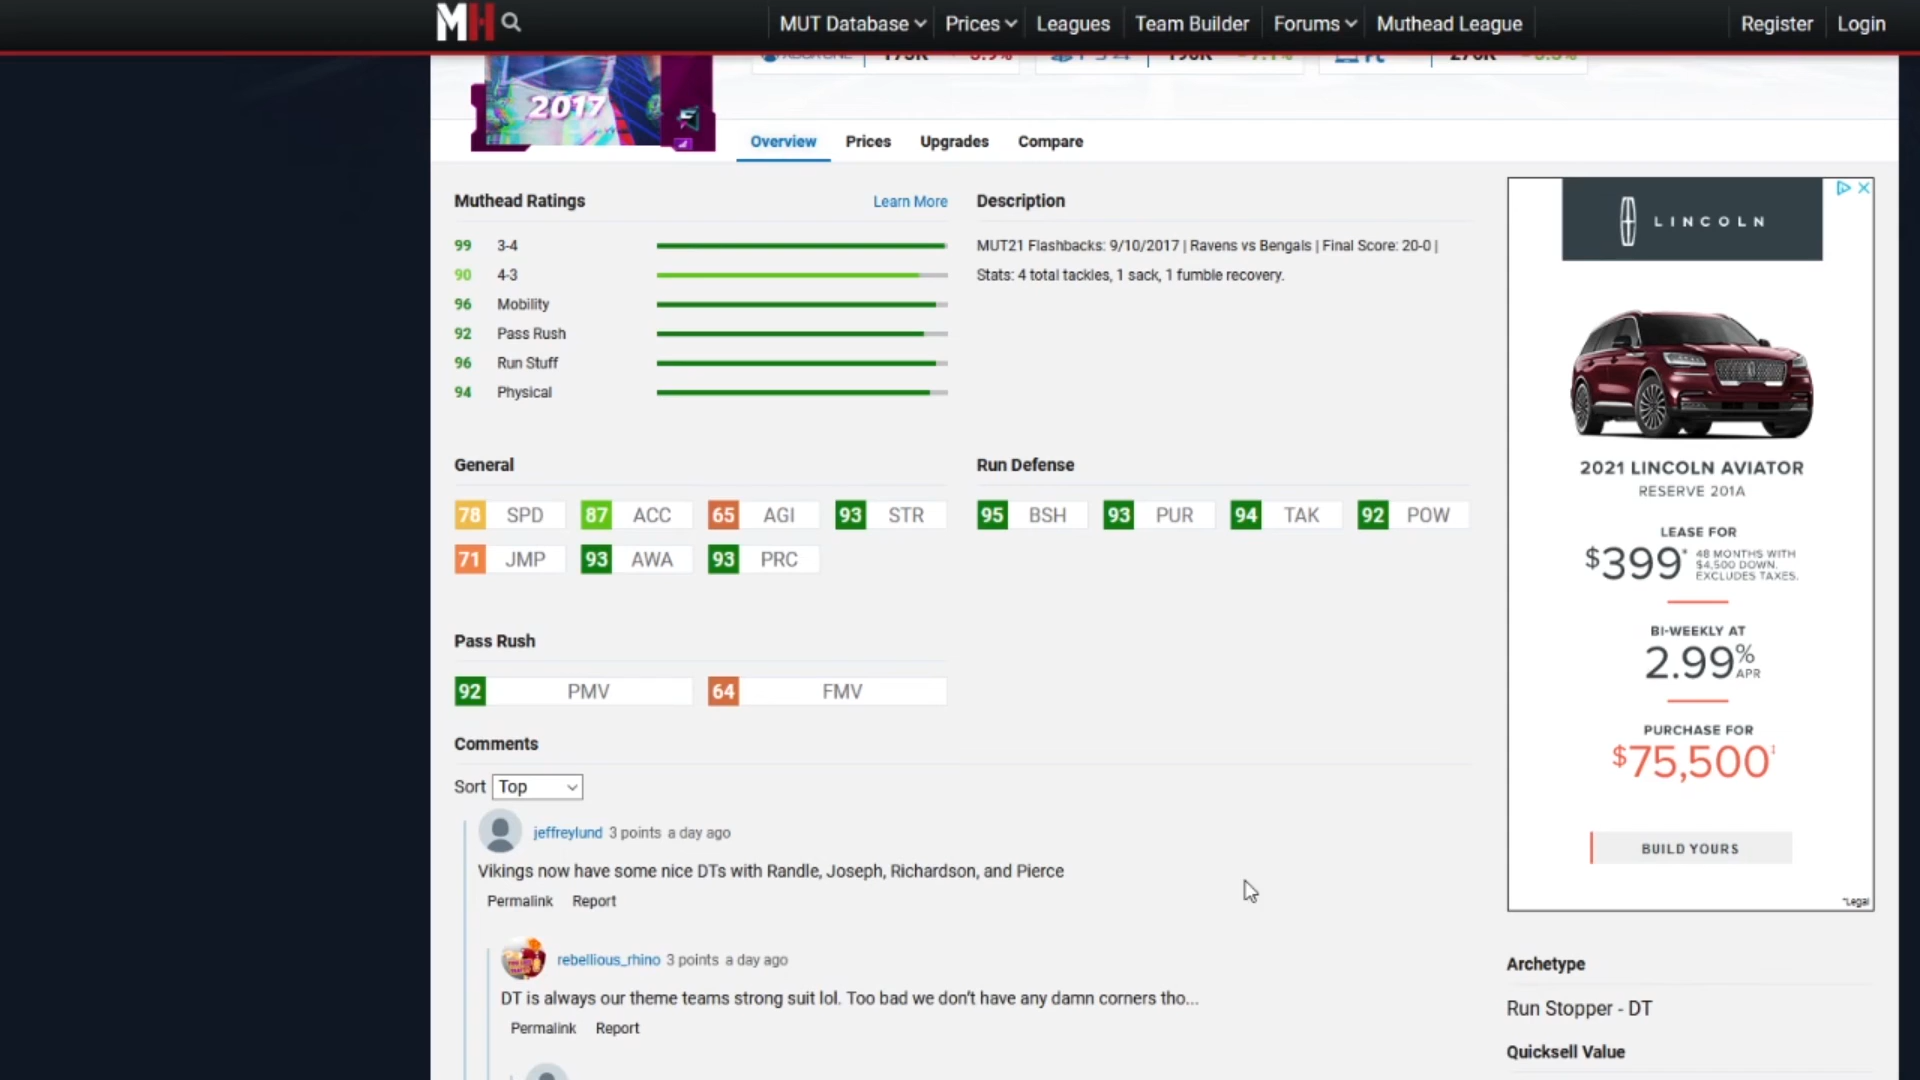 MH
MUT Database
Prices
Leagues
Team Builder
Forums
Muthead League
Register
Login
2017
Overview
Prices
Upgrades
Compare
Muthead Ratings
Learn More
99 3-4
90 4-3
96 Mobility
92 Pass Rush
96 Run Stuff
94 Physical
Description
MUT21 Flashbacks: 9/10/2017 | Ravens vs Bengals | Final Score: 20-0 |
Stats: 4 total tackles, 1 sack, 1 fumble recovery.
General
78 SPD 87 ACC 65 AGI 93 STR
71 JMP 93 AWA 93 PRC
Run Defense
95 BSH 93 PUR 94 TAK 92 POW
Pass Rush
92 PMV 64 FMV
Comments
Sort Top
jeffreylund 3 points a day ago
Vikings now have some nice DTs with Randle, Joseph, Richardson, and Pierce
Permalink Report
rebellious_rhino 3 points a day ago
DT is always our theme teams strong suit lol. Too bad we don't have any damn corners tho...
Permalink Report
LINCOLN
2021 LINCOLN AVIATOR
RESERVE 201A
LEASE FOR
$399* 48 MONTHS WITH
$4,500 DOWN.
EXCLUDES TAXES.
BI-WEEKLY AT
2.99% APR
PURCHASE FOR
$75,500‡
BUILD YOURS
*Legal
Archetype
Run Stopper - DT
Quicksell Value